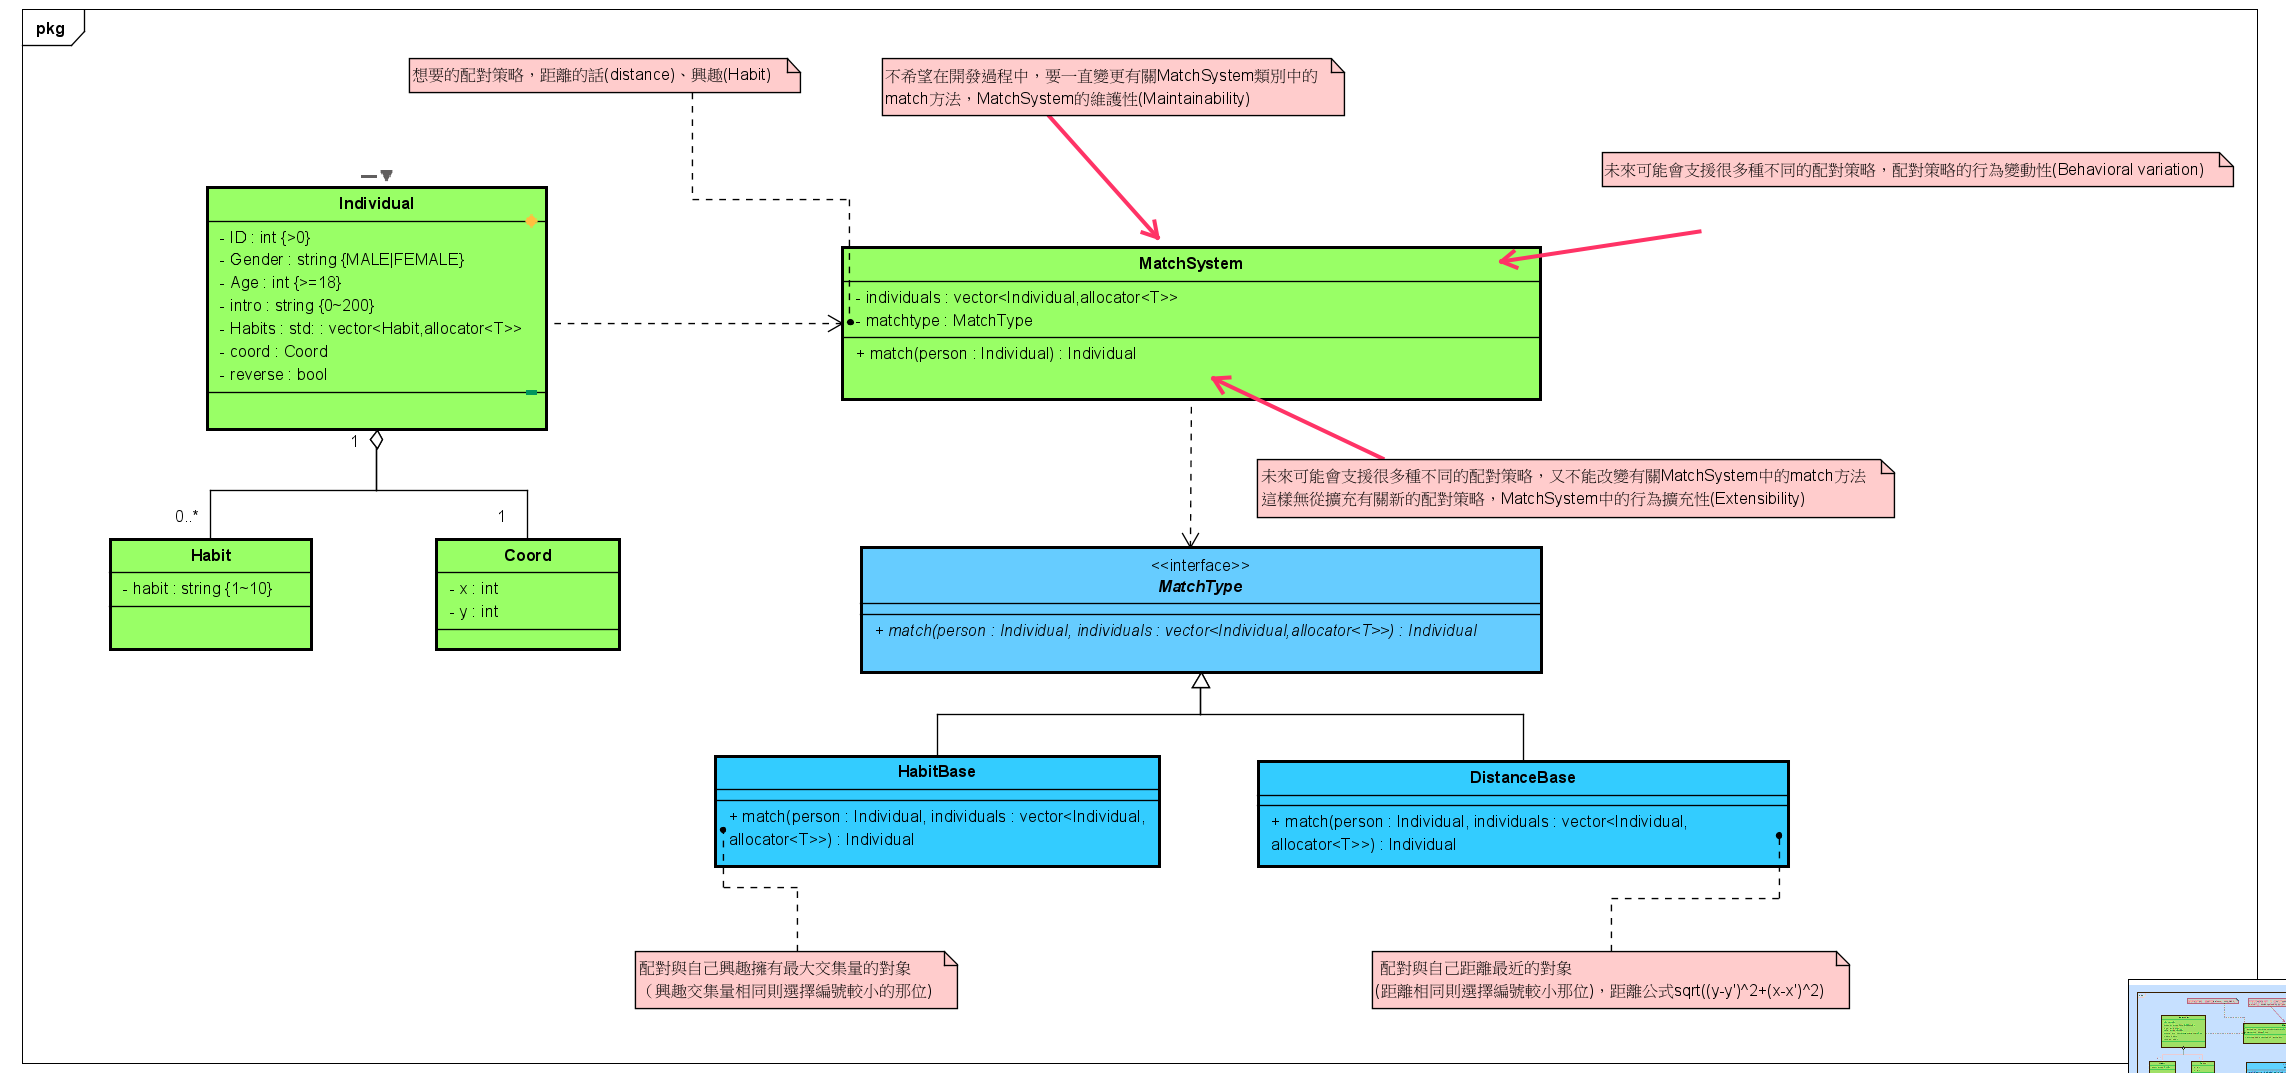 pkg
想要的配對策略，距離的話(distance)、興趣(Habit)
不希望在開發過程中，要一直變更有關MatchSystem類別中的
match方法，MatchSystem的維護性(Maintainability)
未來可能會支援很多種不同的配對策略，配對策略的行為變動性(Behavioral variation)
Individual
- ID : int {>0}
- Gender : string {MALE|FEMALE}
- Age : int {>=18}
- intro : string {0~200}
- Habits : std: : vector<Habit,allocator<T>>
- coord : Coord
- reverse : bool
MatchSystem
- individuals : vector<Individual,allocator<T>>
- matchtype : MatchType
+ match(person : Individual) : Individual
1
0..*
1
未來可能會支援很多種不同的配對策略，又不能改變有關MatchSystem中的match方法
這樣無從擴充有關新的配對策略，MatchSystem中的行為擴充性(Extensibility)
Habit
- habit : string {1~10}
Coord
- x : int
- y : int
<<interface>>
MatchType
+ match(person : Individual, individuals : vector<Individual,allocator<T>>) : Individual
HabitBase
+ match(person : Individual, individuals : vector<Individual,
allocator<T>>) : Individual
DistanceBase
+ match(person : Individual, individuals : vector<Individual,
allocator<T>>) : Individual
配對與自己興趣擁有最大交集量的對象
（興趣交集量相同則選擇編號較小的那位)
配對與自己距離最近的對象
(距離相同則選擇編號較小那位)，距離公式sqrt((y-y')^2+(x-x')^2)